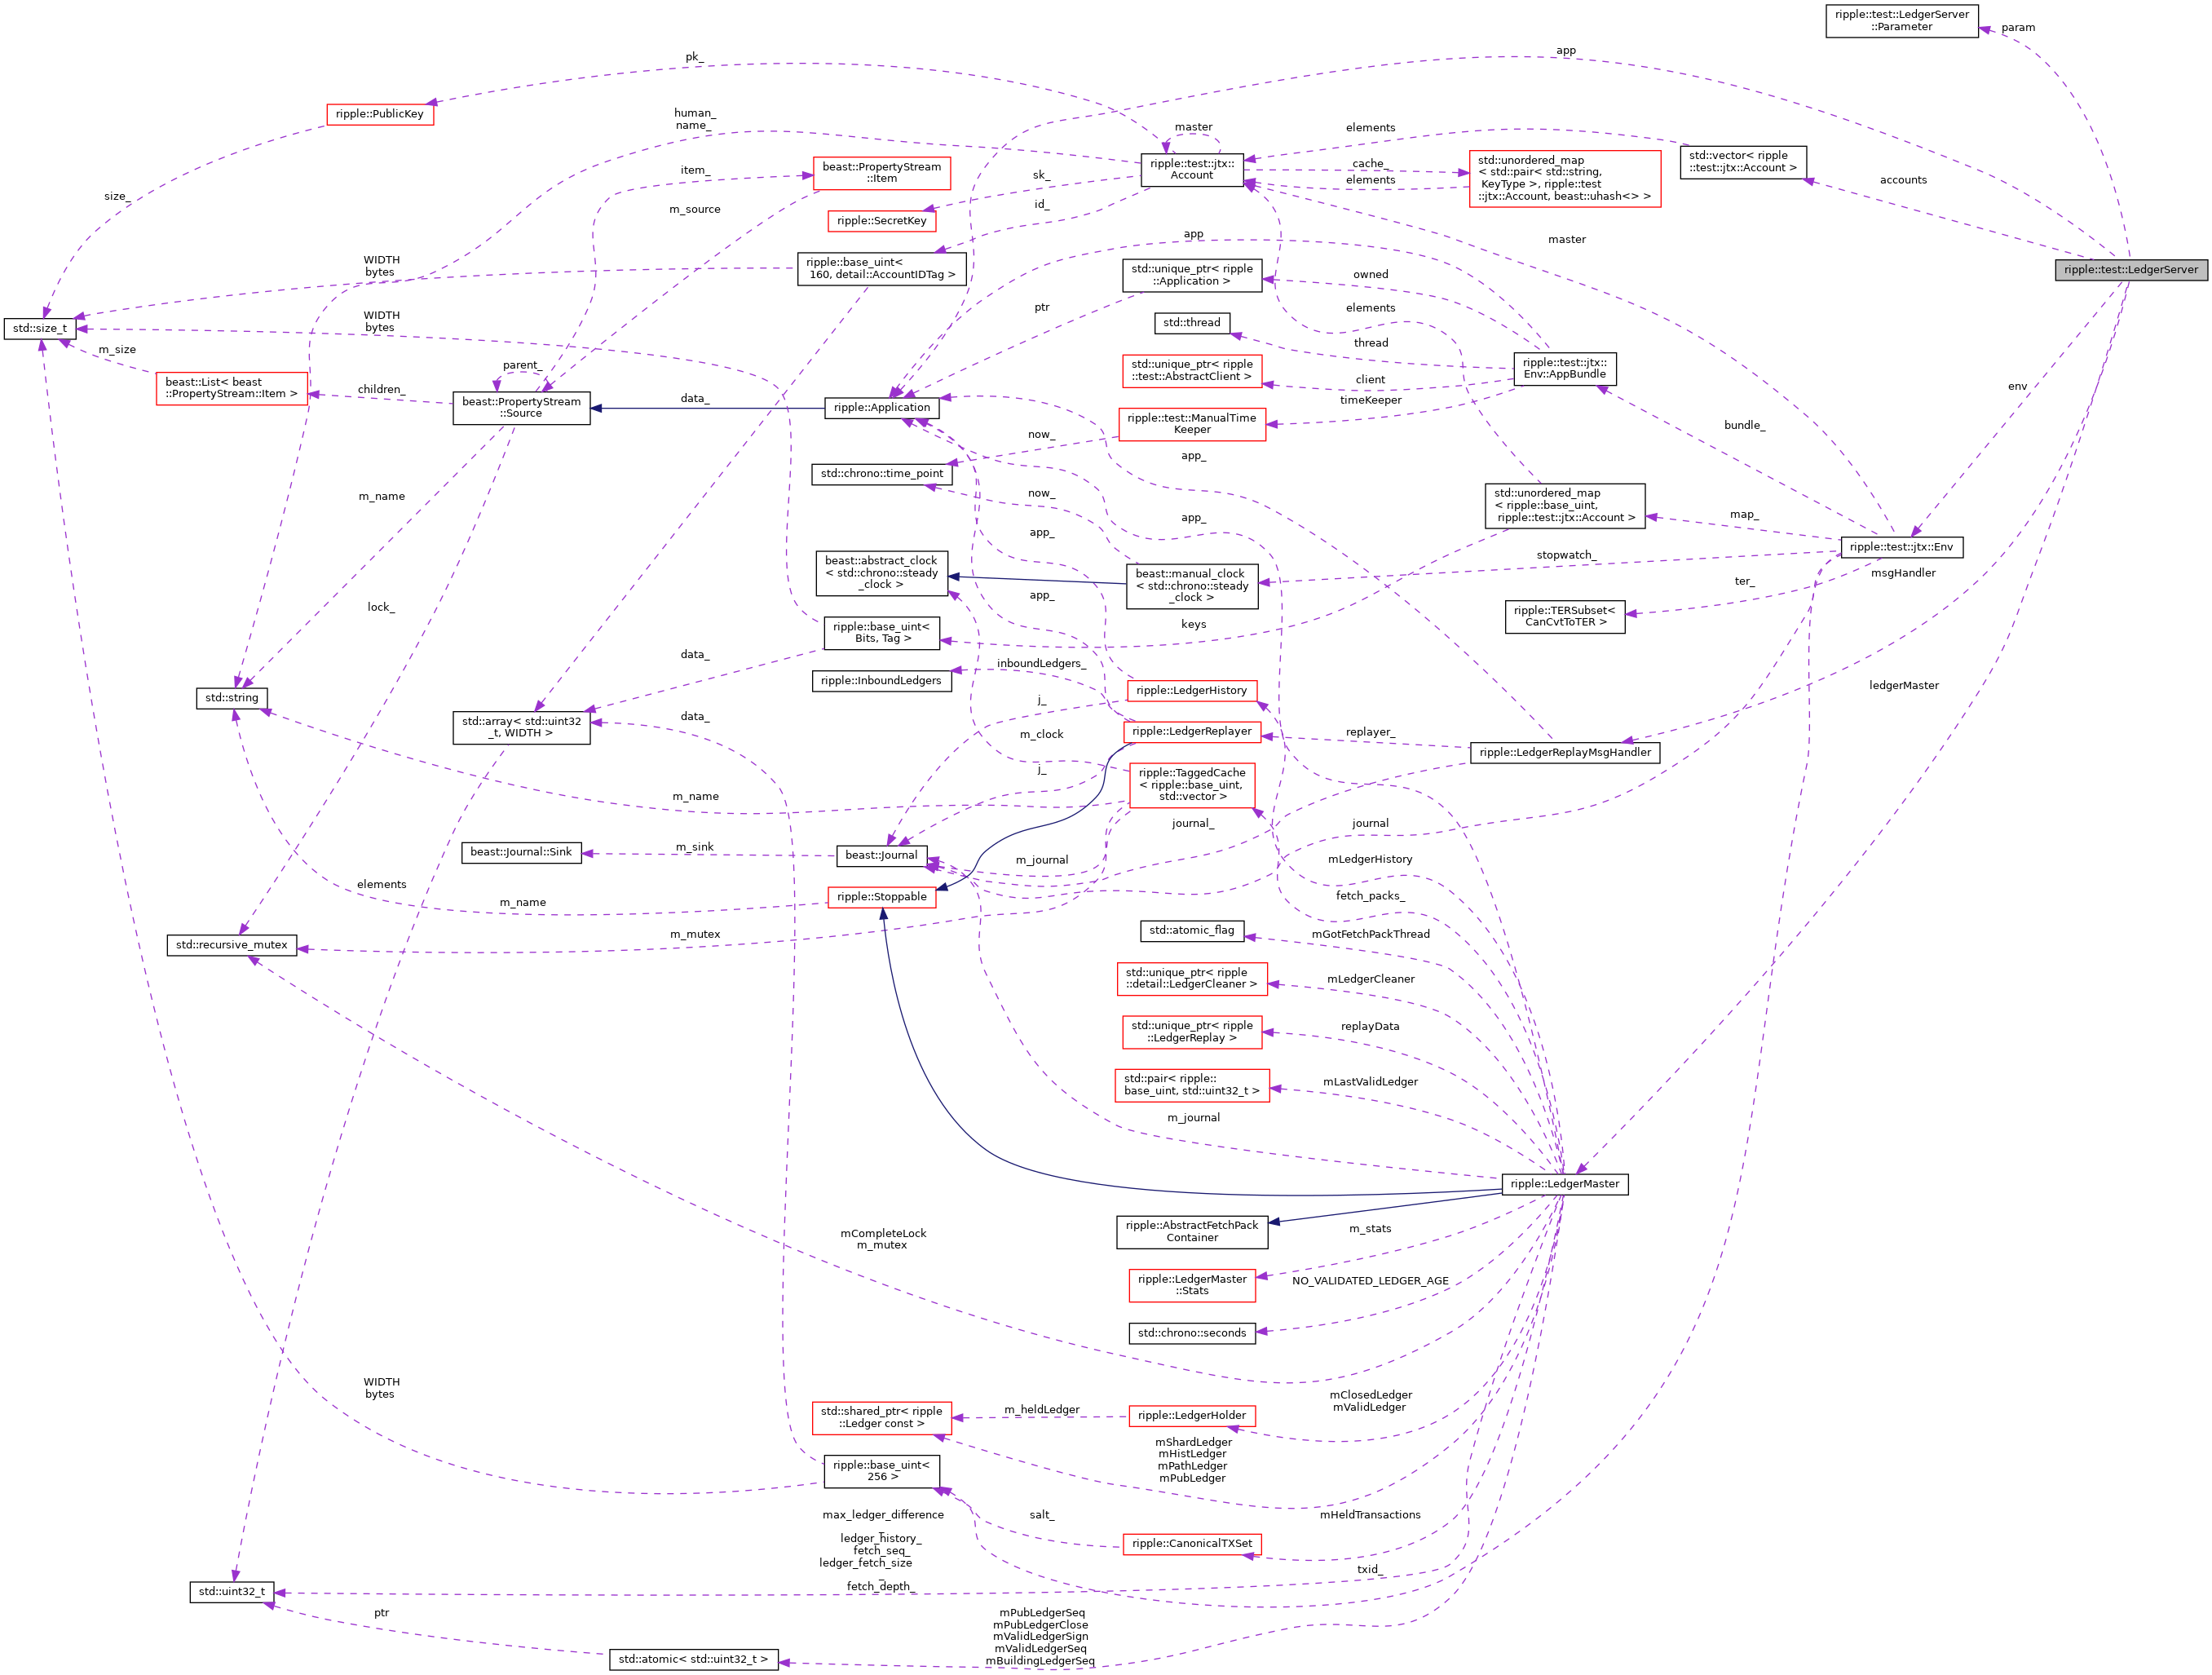 ripple::test::LedgerServer
::Parameter
param
app
pk_
ripple::PublicKey
human_
name_
master
elements
ripple::test::jtx::
Account
cache_
elements
std::unordered_map
< std::pair< std::string,
KeyType >, ripple::test
::jtx::Account, beast::uhash<> >
std::vector< ripple
::test::jtx::Account >
accounts
beast::PropertyStream
::Item
item_
sk_
size_
m_source
ripple::SecretKey
id_
master
app
ripple::test::LedgerServer
WIDTH
bytes
ripple::base_uint<
160, detail::AccountIDTag >
std::unique_ptr< ripple
::Application >
owned
ptr
elements
std::size_t
WIDTH
bytes
std::thread
thread
m_size
beast::List< beast
::PropertyStream::Item >
children_
parent_
beast::PropertyStream
::Source
data_
ripple::Application
std::unique_ptr< ripple
::test::AbstractClient >
client
ripple::test::jtx::
Env::AppBundle
timeKeeper
env
ripple::test::ManualTime
Keeper
bundle_
now_
app_
std::chrono::time_point
now_
m_name
std::unordered_map
< ripple::base_uint,
ripple::test::jtx::Account >
map_
app_
app_
ripple::test::jtx::Env
stopwatch_
beast::abstract_clock
< std::chrono::steady
_clock >
beast::manual_clock
< std::chrono::steady
_clock >
ter_
msgHandler
lock_
app_
ripple::TERSubset<
CanCvtToTER >
ripple::base_uint<
Bits, Tag >
keys
data_
inboundLedgers_
ripple::InboundLedgers
ledgerMaster
std::string
ripple::LedgerHistory
j_
std::array< std::uint32
_t, WIDTH >
data_
ripple::LedgerReplayer
replayer_
m_clock
ripple::LedgerReplayMsgHandler
j_
ripple::TaggedCache
< ripple::base_uint,
std::vector >
m_name
journal_
journal
beast::Journal::Sink
m_sink
beast::Journal
m_journal
mLedgerHistory
elements
m_name
ripple::Stoppable
fetch_packs_
std::recursive_mutex
m_mutex
std::atomic_flag
mGotFetchPackThread
std::unique_ptr< ripple
::detail::LedgerCleaner >
mLedgerCleaner
std::unique_ptr< ripple
::LedgerReplay >
replayData
std::pair< ripple::
base_uint, std::uint32_t >
mLastValidLedger
m_journal
ripple::LedgerMaster
ripple::AbstractFetchPack
Container
m_stats
mCompleteLock
m_mutex
ripple::LedgerMaster
::Stats
NO_VALIDATED_LEDGER_AGE
std::chrono::seconds
WIDTH
bytes
mClosedLedger
mValidLedger
std::shared_ptr< ripple
::Ledger const >
m_heldLedger
ripple::LedgerHolder
mShardLedger
mHistLedger
mPathLedger
mPubLedger
ripple::base_uint<
256 >
max_ledger_difference
_
ledger_history_
fetch_seq_
ledger_fetch_size
_
fetch_depth_
salt_
mHeldTransactions
ripple::CanonicalTXSet
txid_
std::uint32_t
ptr
mPubLedgerSeq
mPubLedgerClose
mValidLedgerSign
mValidLedgerSeq
mBuildingLedgerSeq
std::atomic< std::uint32_t >